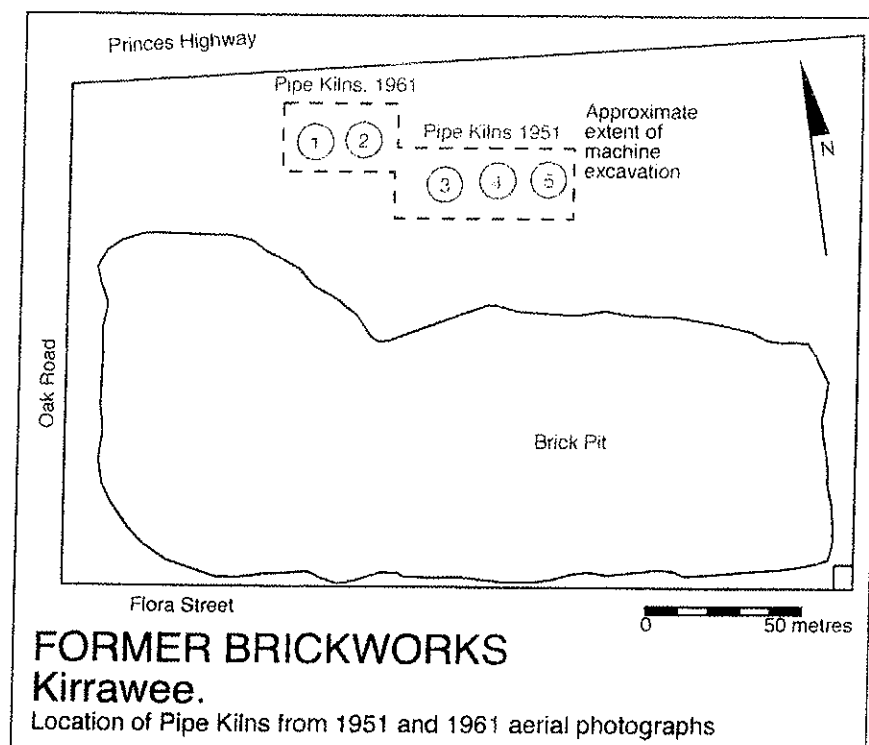 Princes Highway
Pipe Kilns. 1961
1 2
Pipe Kilns 1951
3 4 5
Approximate
extent of
machine
excavation
N
Oak Road
Brick Pit
Flora Street
0 50 metres
FORMER BRICKWORKS
Kirrawee.
Location of Pipe Kilns from 1951 and 1961 aerial photographs